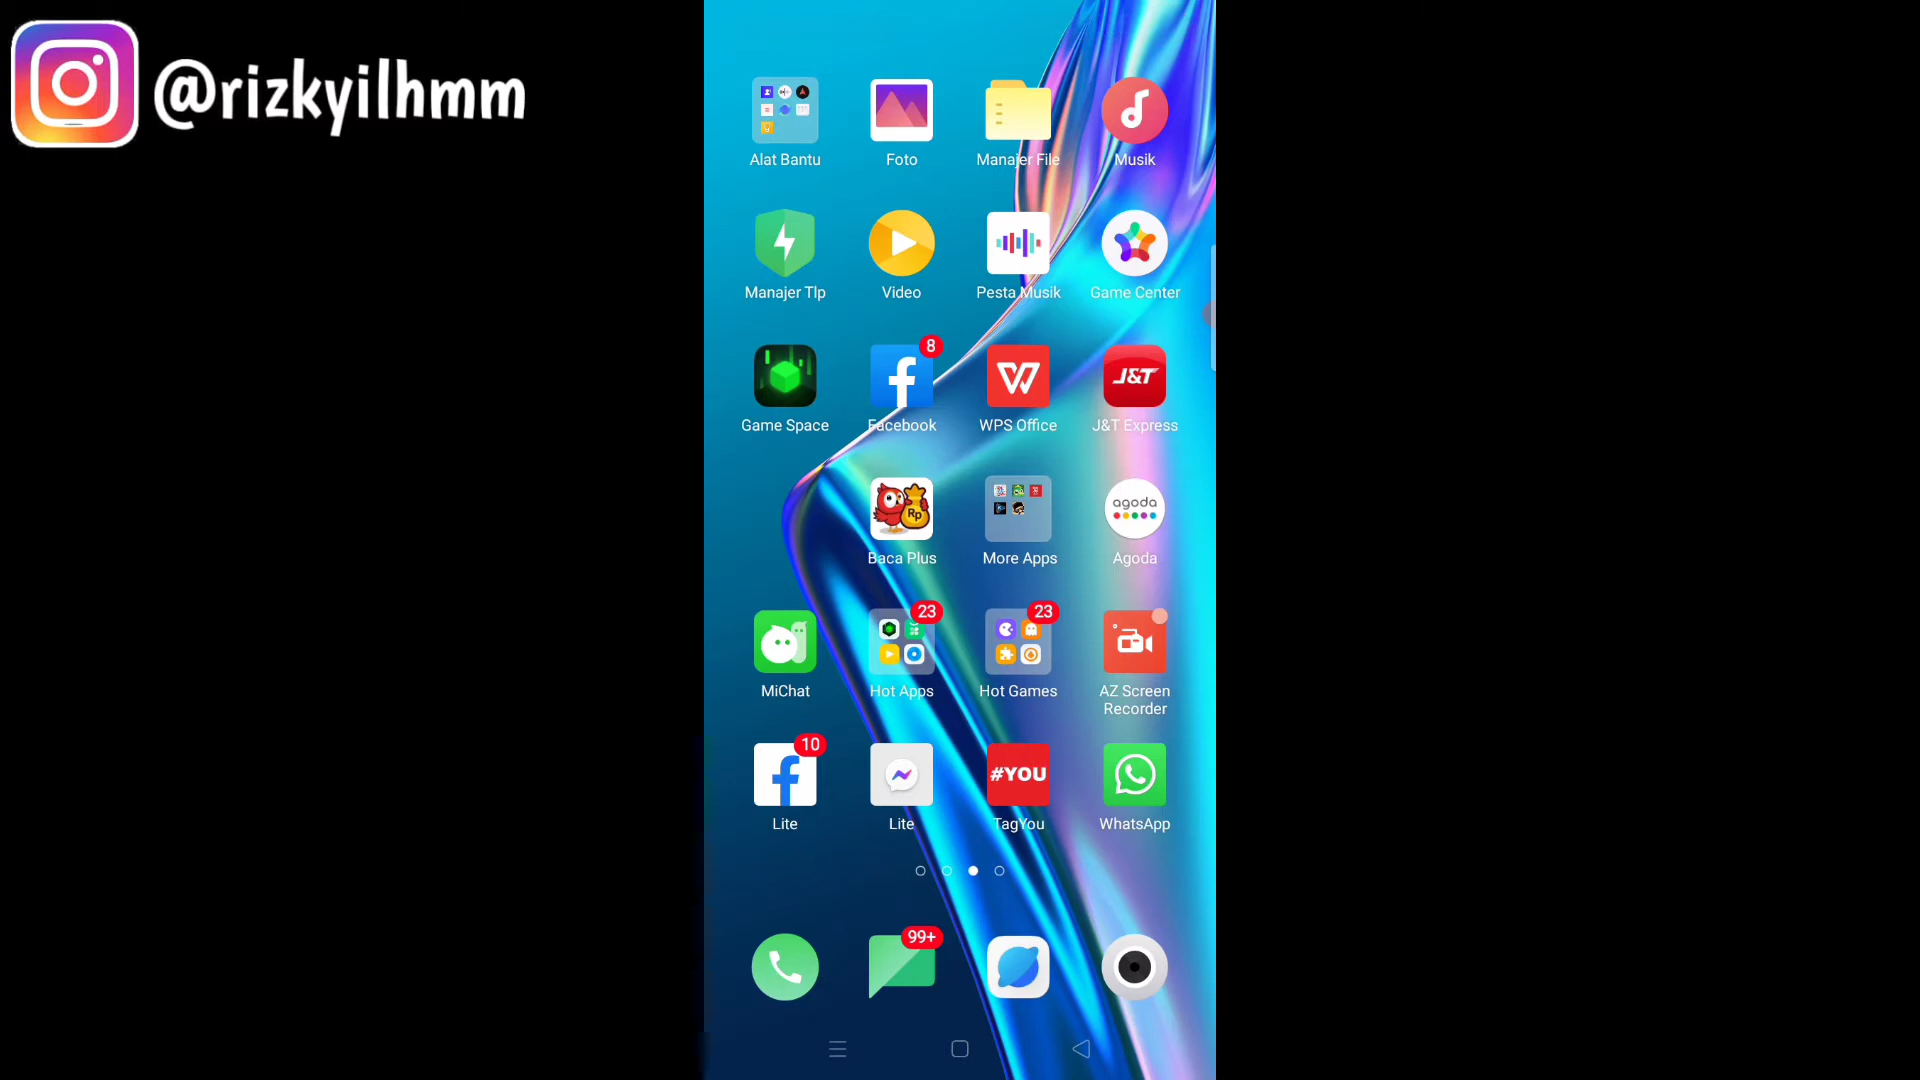 @rizkyilhmm
Alat Bantu
Foto
Manajer File
Musik
Manajer Tlp
Video
Pesta Musik
Game Center
8
J&T
Game Space
Facebook
WPS Office
J&T Express
Rp
agoda
Baca Plus
More Apps
Agoda
23
23
MiChat
Hot Apps
Hot Games
AZ Screen
Recorder
10
#YOU
Lite
Lite
TagYou
WhatsApp
99+